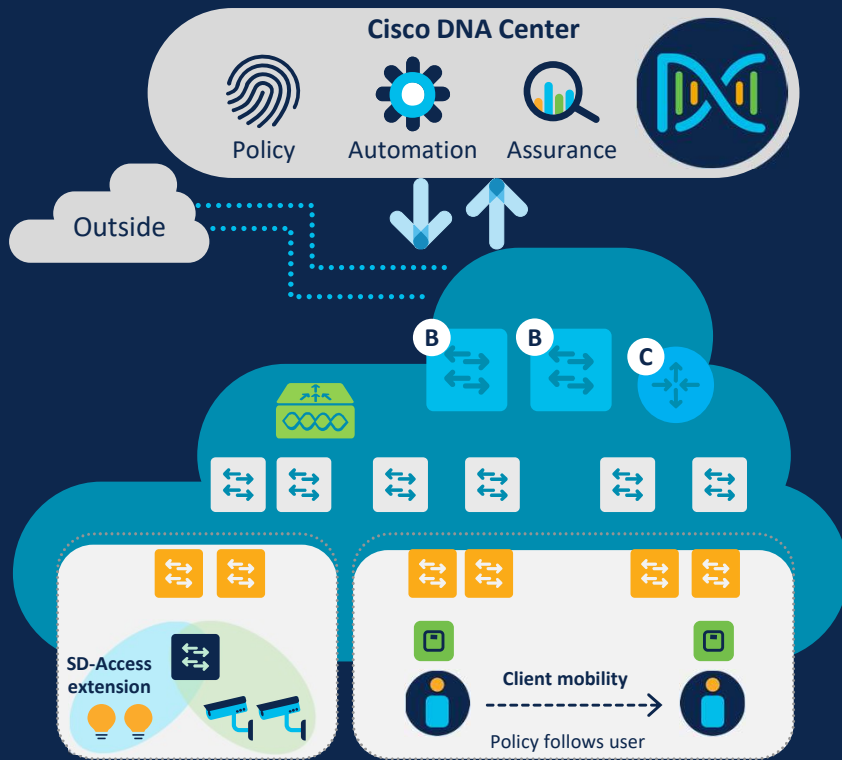 Cisco DNA Center
Policy
Automation
Assurance
Outside
B
B
C
SD-Access
extension
Client mobility
Policy follows user